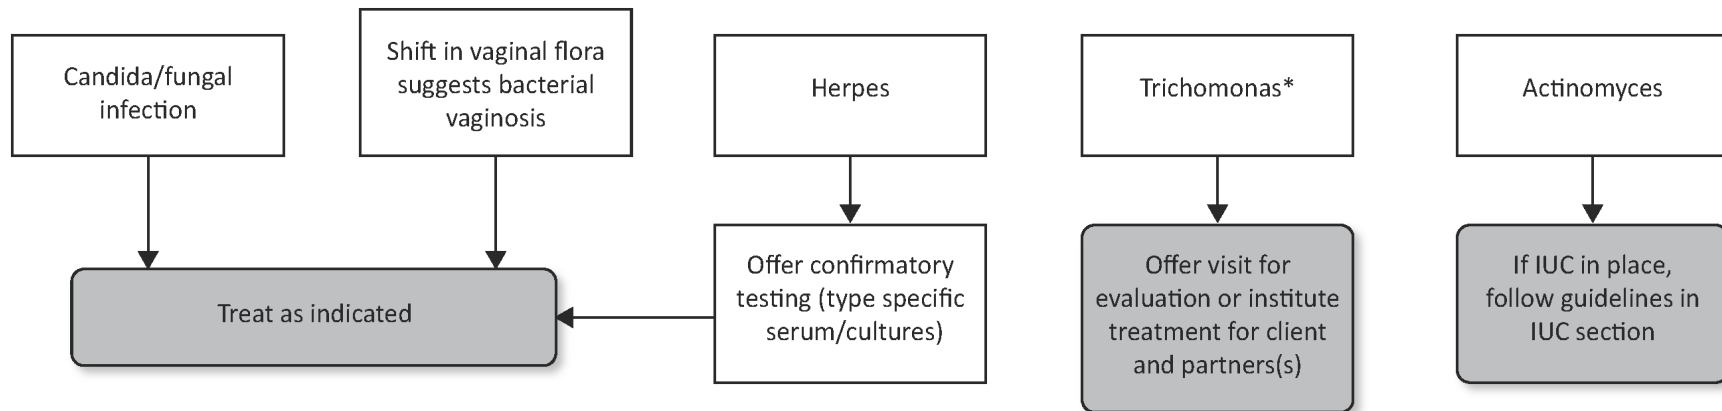 Candida/fungal
infection
Shift in vaginal flora
suggests bacterial
vaginosis
Herpes
Trichomonas*
Actinomyces
Treat as indicated
Offer confirmatory
testing (type specific
serum/cultures)
Offer visit for
evaluation or institute
treatment for client
and partners(s)
If IUC in place,
follow guidelines in
IUC section